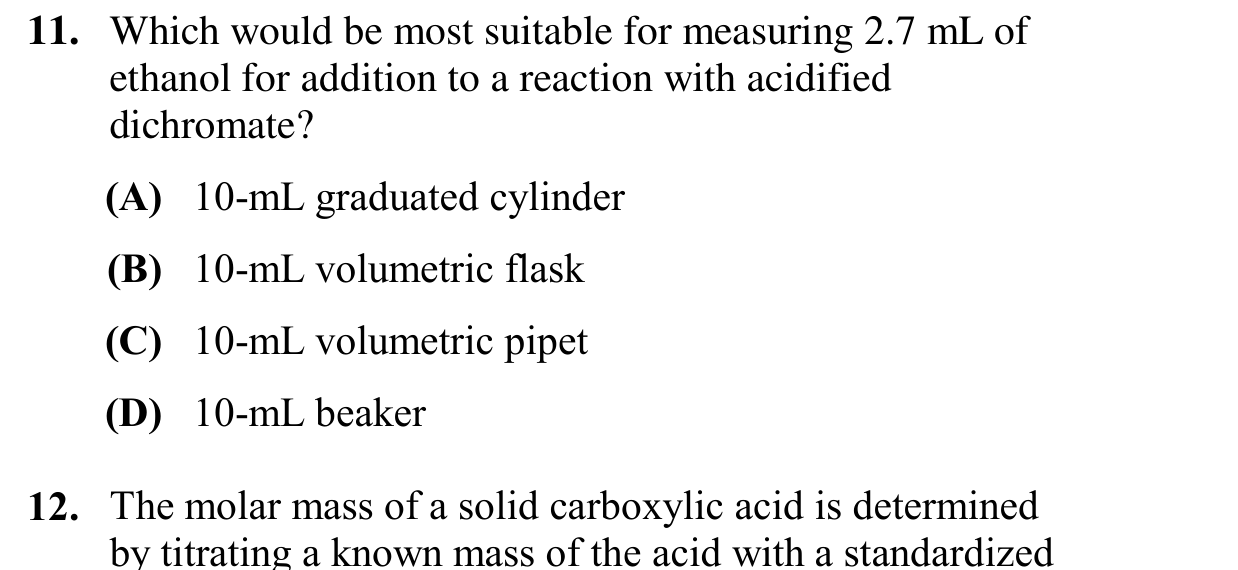 11. Which would be most suitable for measuring 2.7 mL of
ethanol for addition to a reaction with acidified
dichromate?
(A) 10-mL graduated cylinder
(B) 10-mL volumetric flask
(C) 10-mL volumetric pipet
(D) 10-mL beaker
12. The molar mass of a solid carboxylic acid is determined
by titrating a known mass of the acid with a standardized